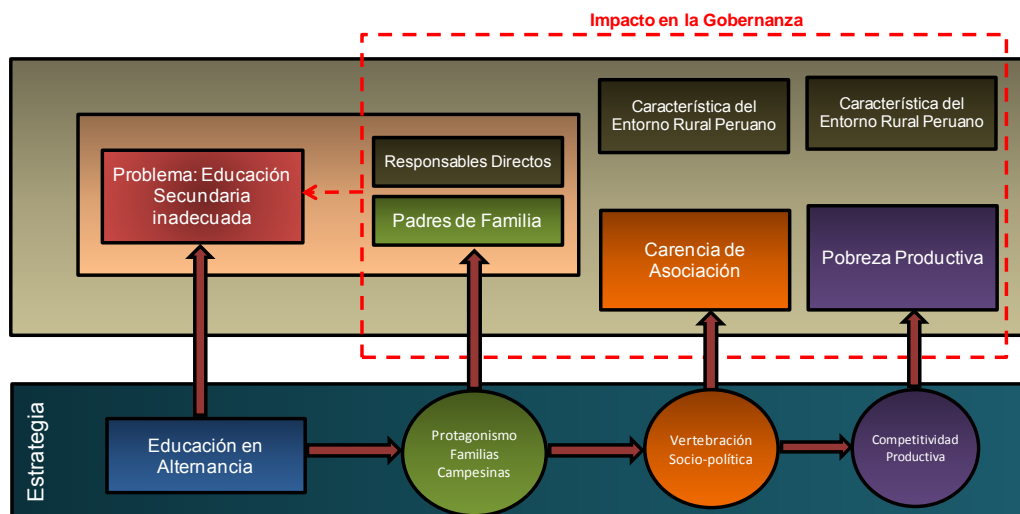 Impacto en la Gobernanza
Característica del
Entorno Rural Peruano
Característica del
Entorno Rural Peruano
Responsables Directos
Problema: Educación
Secundaria
inadecuada
Padres de Familia
Carencia de
Asociación
Pobreza Productiva
Estrategia
Educación en
Alternancia
Protagonismo
Familias
Campesinas
Vertebración
Socio-política
Competitividad
Productiva